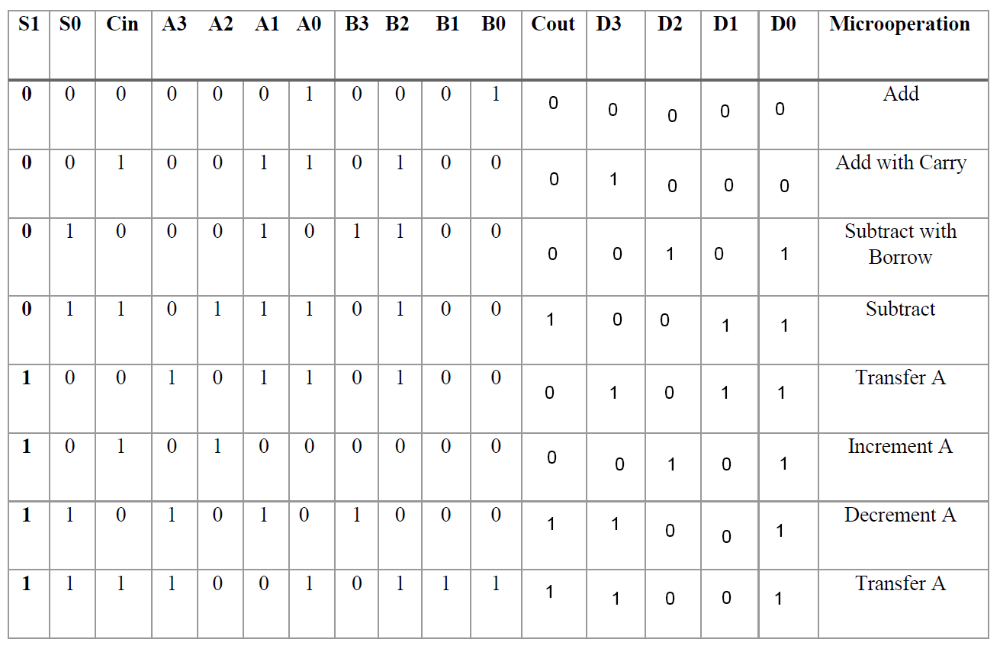 S1 S0 Cin A3 A2 A1 A0 B3 B2 B1 B0 Cout D3 D2 D1 D0 Microoperation
0 0 0 0 0 0 1 0 0 0 1 0 0 0 0 0 Add
0 0 1 0 0 1 1 0 1 0 0 0 1 0 0 0 Add with Carry
0 1 0 0 0 1 0 1 1 0 0 0 0 1 0 1 Subtract with
Borrow
0 1 1 0 1 1 1 0 1 0 0 1 0 0 1 1 Subtract
1 0 0 1 0 1 1 0 1 0 0 0 1 0 1 1 Transfer A
1 0 1 0 1 0 0 0 0 0 0 0 0 1 0 1 Increment A
1 1 0 1 0 1 0 1 0 0 0 1 1 0 0 1 Decrement A
1 1 1 1 0 0 1 0 1 1 1 1 1 0 0 1 Transfer A